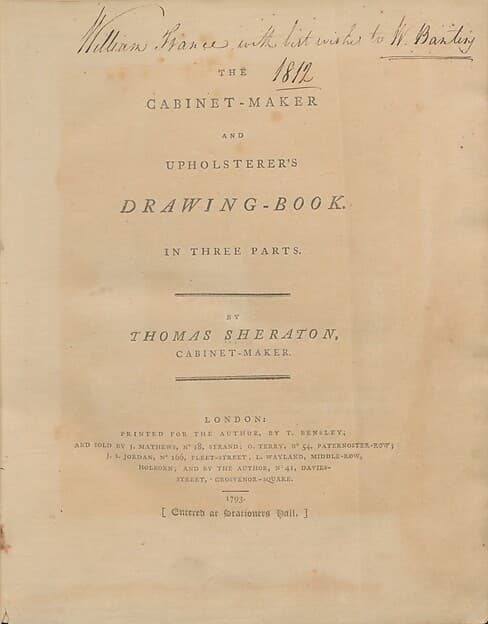 William France with best wishes to W. Banting
1812
THE
CABINET-MAKER
AND
UPHOLSTERER'S
DRAWING-BOOK.
IN THREE PARTS.
BY
THOMAS SHERATON,
CABINET-MAKER.
LONDON:
PRINTED FOR THE AUTHOR, BY T. BENSLEY;
AND SOLD BY J. MATHEWS, Nº 18, STRAND; G. TERRY, Nº 54, PATERNOSTER-ROW;
J. S. JORDAN, Nº 166, FLEET-STREET; L. WAYLAND, MIDDLE-ROW,
HOLBORN; AND BY THE AUTHOR, Nº 41, DAVIES-
STREET, GROSVENOR-SQUARE.
1793.
[ Entered at Stationers Hall. ]